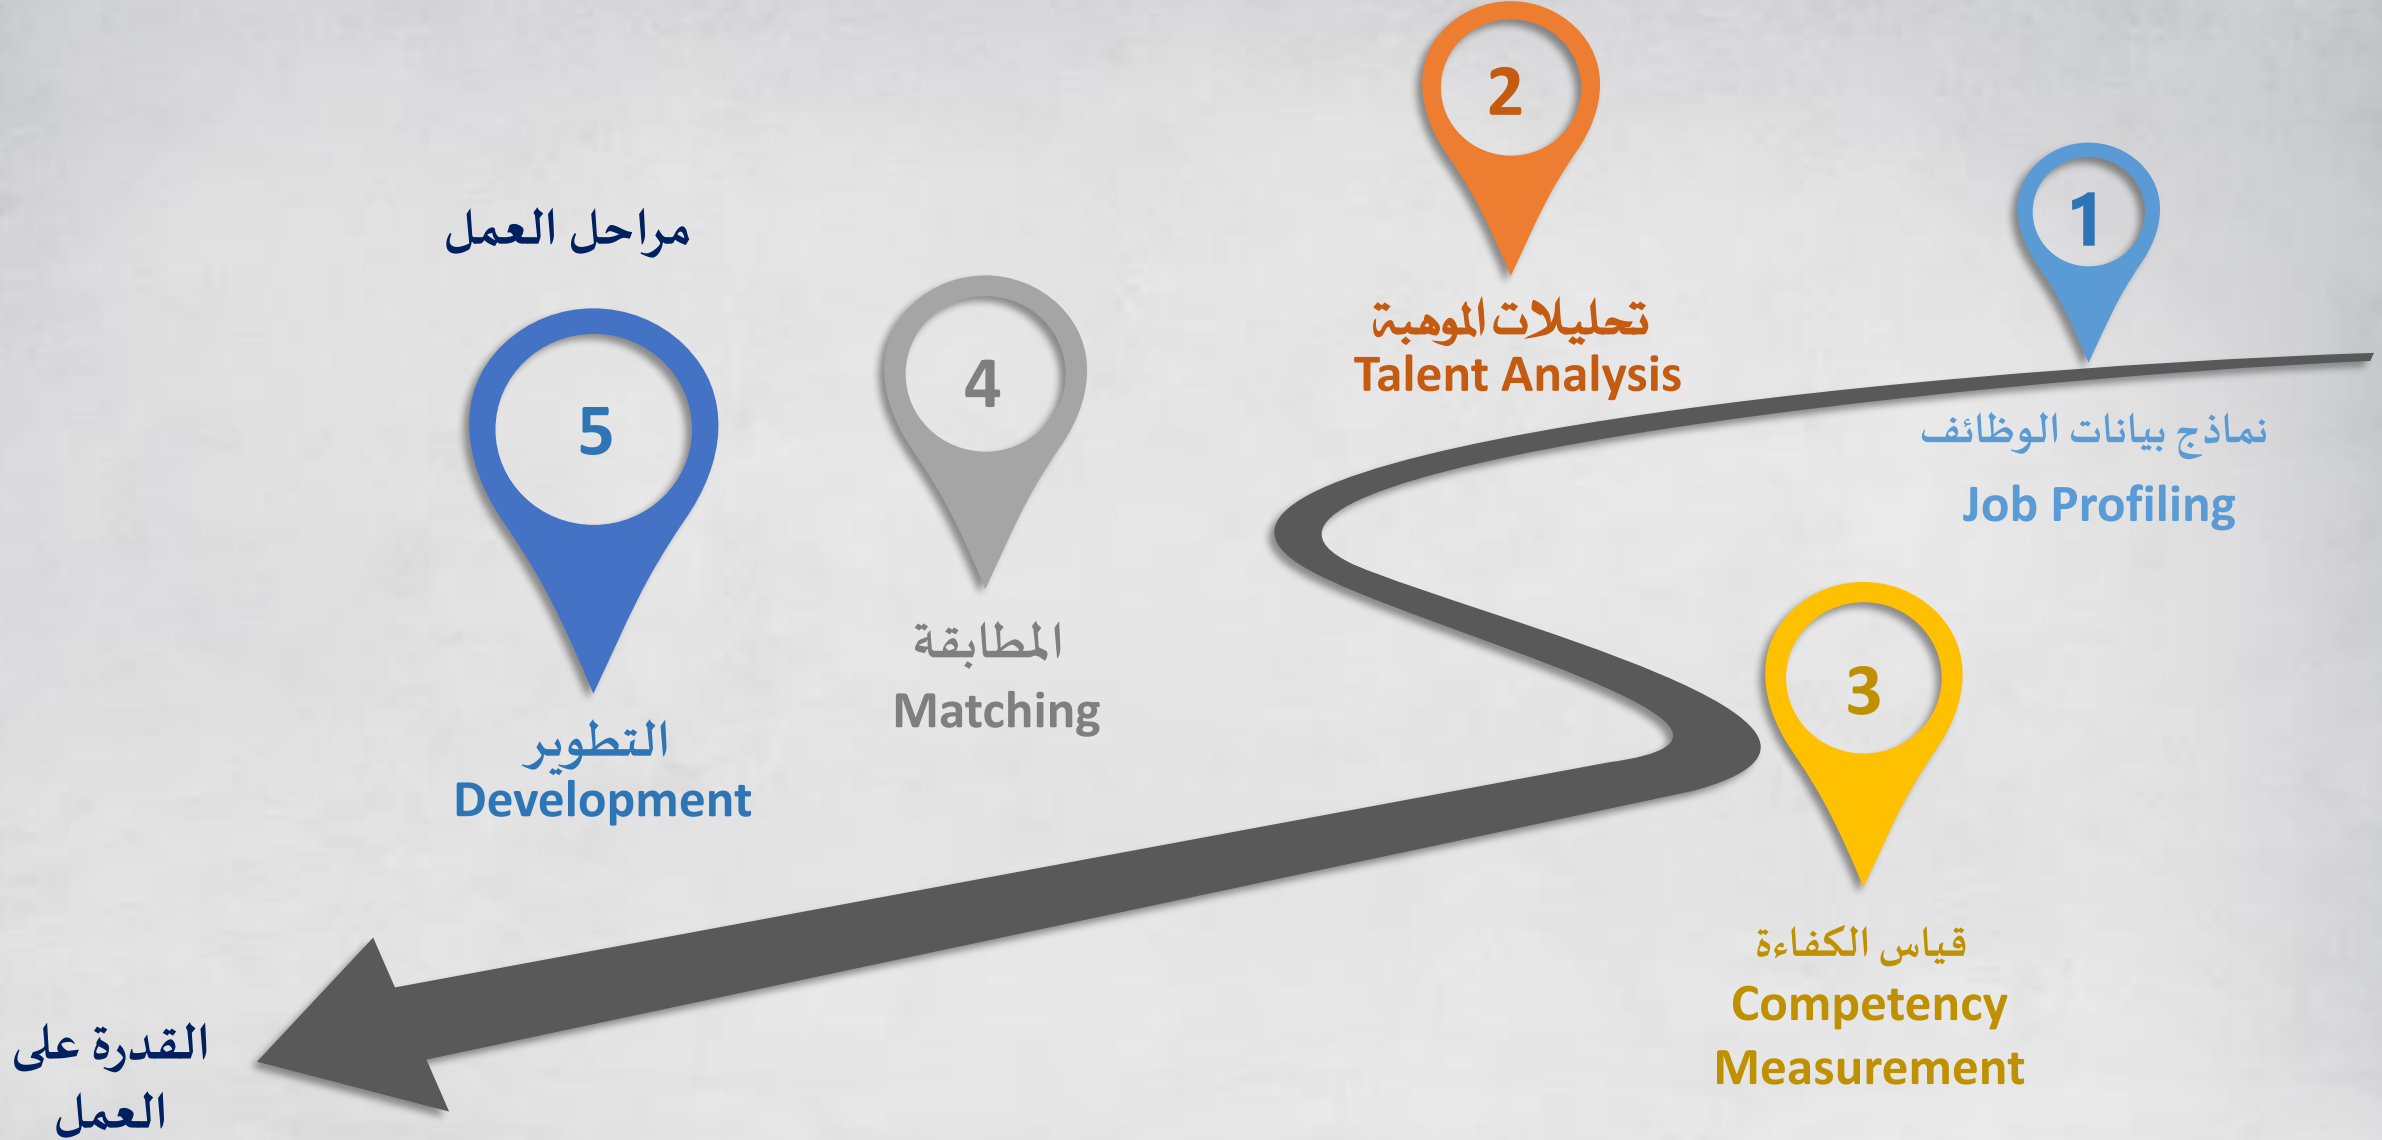 مراحل العمل
1
نماذج بيانات الوظائف
Job Profiling
2
تحليلات الموهبة
Talent Analysis
3
قياس الكفاءة
Competency
Measurement
4
المطابقة
Matching
5
التطوير
Development
القدرة على
العمل